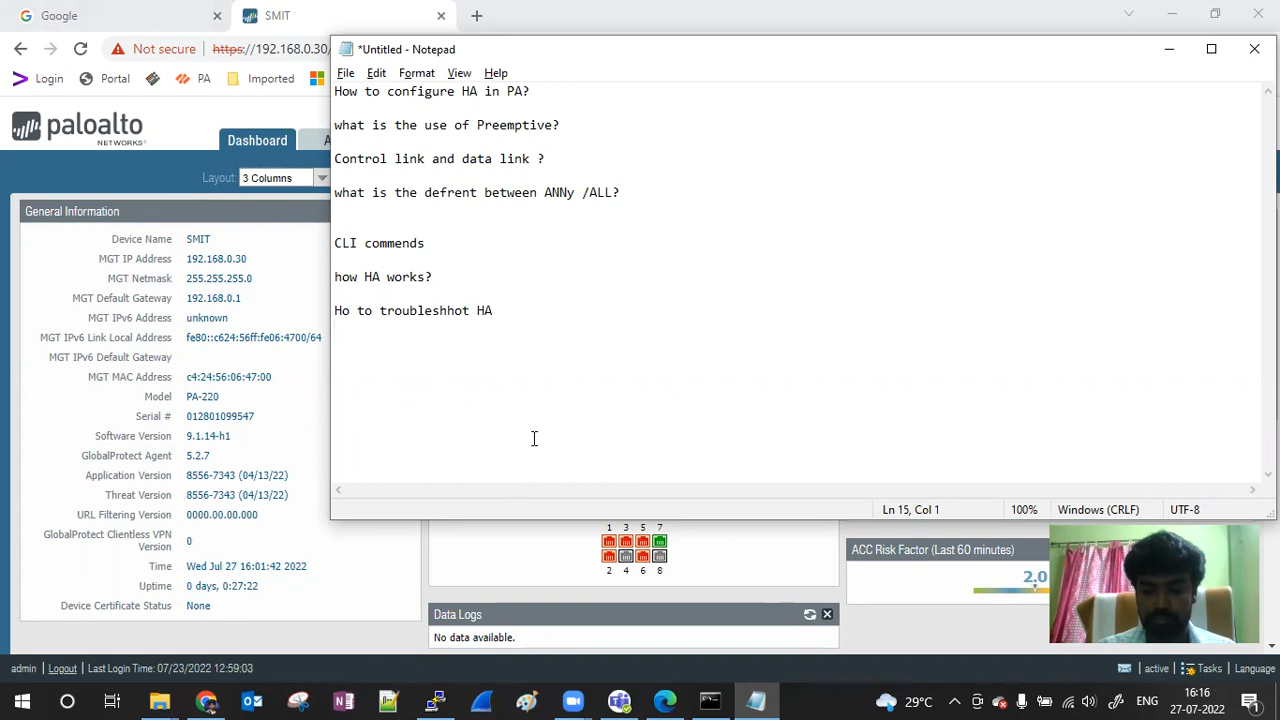 Google
SMIT
Not secure
https://192.168.0.30/
Login
Portal
PA
Imported
*Untitled - Notepad
File Edit Format View Help
How to configure HA in PA?
what is the use of Preemptive?
Control link and data link ?
what is the defrent between ANNy /ALL?
CLI commends
how HA works?
Ho to troubleshhot HA
Ln 15, Col 1
100%
Windows (CRLF)
UTF-8
paloalto
NETWORKS
Dashboard
A
Layout: 3 Columns
General Information
Device Name SMIT
MGT IP Address 192.168.0.30
MGT Netmask 255.255.255.0
MGT Default Gateway 192.168.0.1
MGT IPv6 Address unknown
MGT IPv6 Link Local Address fe80::c624:56ff:fe06:4700/64
MGT IPv6 Default Gateway
MGT MAC Address c4:24:56:06:47:00
Model PA-220
Serial # 012801099547
Software Version 9.1.14-h1
GlobalProtect Agent 5.2.7
Application Version 8556-7343 (04/13/22)
Threat Version 8556-7343 (04/13/22)
URL Filtering Version 0000.00.00.000
GlobalProtect Clientless VPN
Version 0
Time Wed Jul 27 16:01:42 2022
Uptime 0 days, 0:27:22
Device Certificate Status None
1 3 5 7
2 4 6 8
Data Logs
No data available.
ACC Risk Factor (Last 60 minutes)
2.0
admin
Logout
Last Login Time: 07/23/2022 12:59:03
active
Tasks
Language
29°C
ENG
16:16
27-07-2022
1